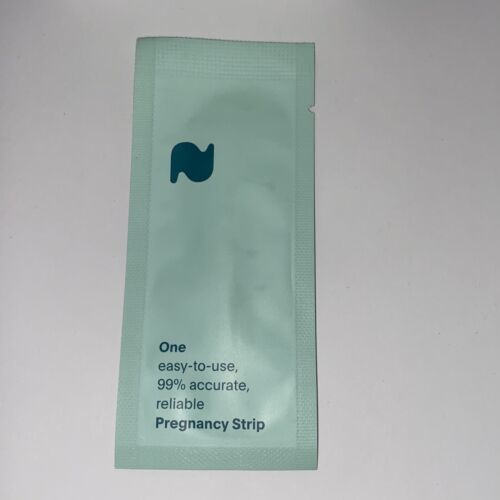 One
easy-to-use,
99% accurate,
reliable
Pregnancy Strip